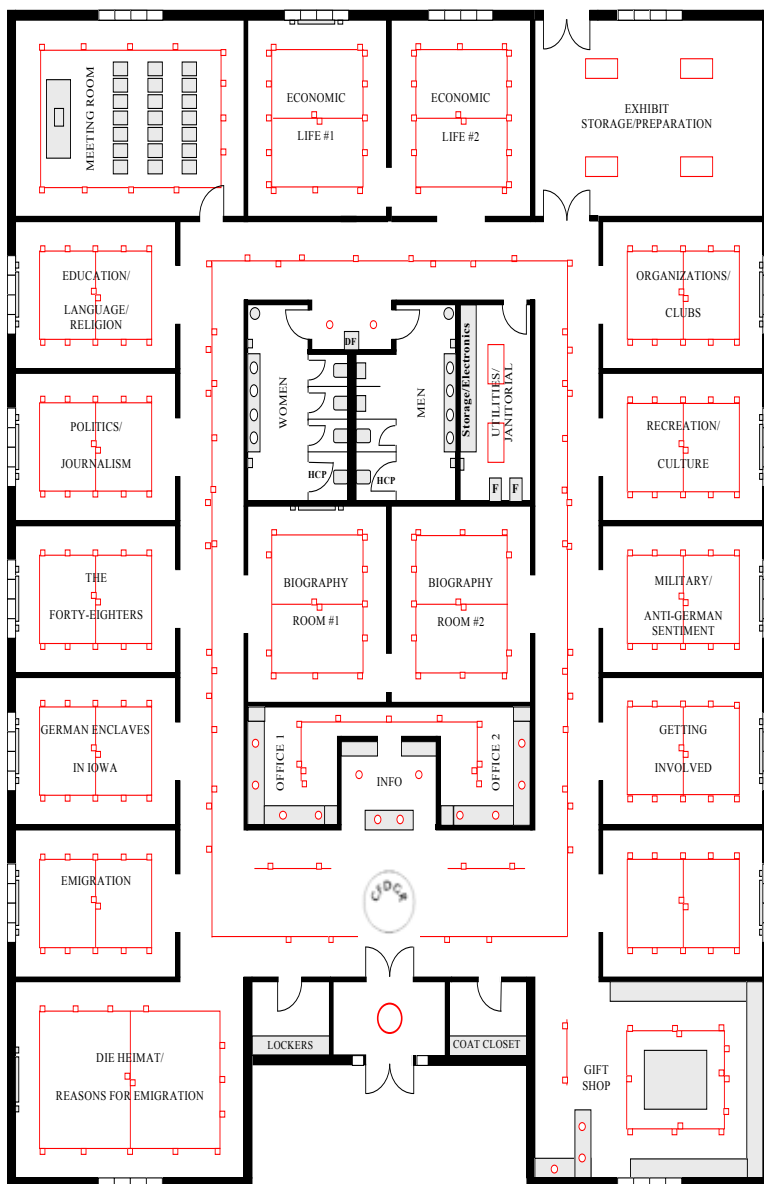 MEETING ROOM
ECONOMIC
LIFE #1
ECONOMIC
LIFE #2
EXHIBIT
STORAGE/PREPARATION
EDUCATION/
LANGUAGE/
RELIGION
ORGANIZATIONS/
CLUBS
DF
WOMEN
MEN
Storage/Electronics
UTILITIES/
JANITORIAL
HCP
HCP
F
F
POLITICS/
JOURNALISM
RECREATION/
CULTURE
THE
FORTY-EIGHTERS
BIOGRAPHY
ROOM #1
BIOGRAPHY
ROOM #2
MILITARY/
ANTI-GERMAN
SENTIMENT
GERMAN ENCLAVES
IN IOWA
OFFICE 1
INFO
OFFICE 2
GETTING
INVOLVED
EMIGRATION
DIE HEIMAT/
REASONS FOR EMIGRATION
LOCKERS
COAT CLOSET
GIFT
SHOP